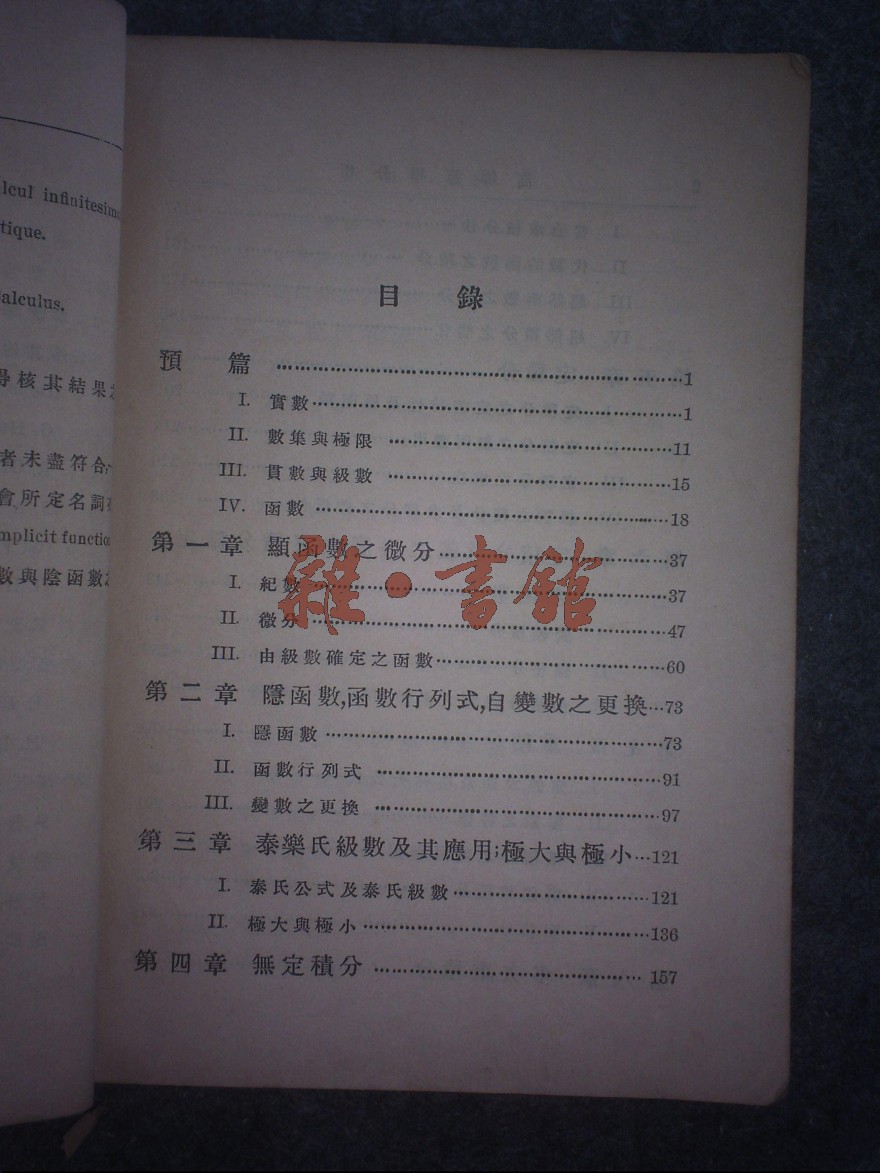 lcul infinitesim
tique.
alculus.
核其結果
者未盡符合
會所定名詞
mplicit function
數與陰函數
目錄
預篇 …………1
I. 實數…………1
II. 數集與極限 …………11
III. 貫數與級數 …………15
IV. 函數…………18
第一章 顯函數之微分…………37
I. 紀數…………37
II. 微分…………47
III. 由級數確定之函數…………60
第二章 隱函數,函數行列式,自變數之更換…73
I. 隱函數…………73
II. 函數行列式 …………91
III. 變數之更換 …………97
第三章 泰樂氏級數及其應用;極大與極小…121
I. 泰氏公式及泰氏級數…………121
II. 極大與極小…………136
第四章 無定積分…………157
雜·書館